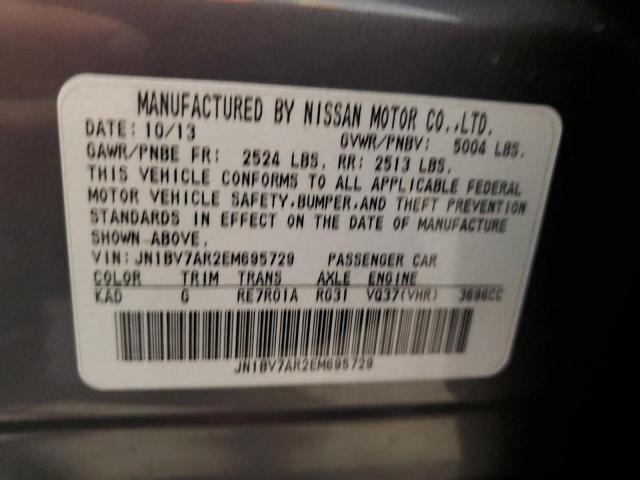 MANUFACTURED BY NISSAN MOTOR CO.,LTD.
DATE: 10/13 GVWR/PNBV: 5004 LBS.
GAWR/PNBE FR: 2524 LBS, RR: 2513 LBS,
THIS VEHICLE CONFORMS TO ALL APPLICABLE FEDERAL
MOTOR VEHICLE SAFETY,BUMPER,AND THEFT PREVENTION
STANDARDS IN EFFECT ON THE DATE OF MANUFACTURE
SHOWN ABOVE,
VIN: JN1BV7AR2EM695729 PASSENGER CAR
COLOR TRIM TRANS AXLE ENGINE
KAD G RE7R01A RG31 VQ37(VHR) 3696CC
JN1BV7AR2EM695729